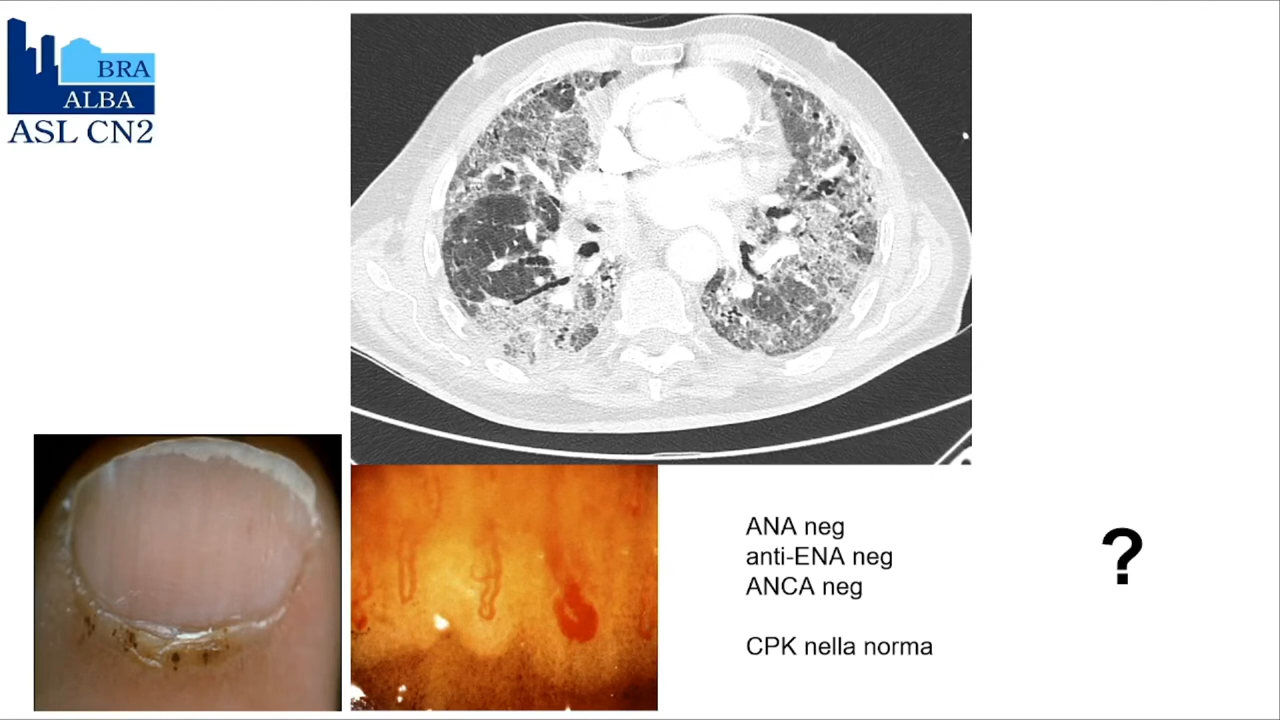 BRA
ALBA
ASL CN2
ANA neg
anti-ENA neg
ANCA neg
CPK nella norma
?